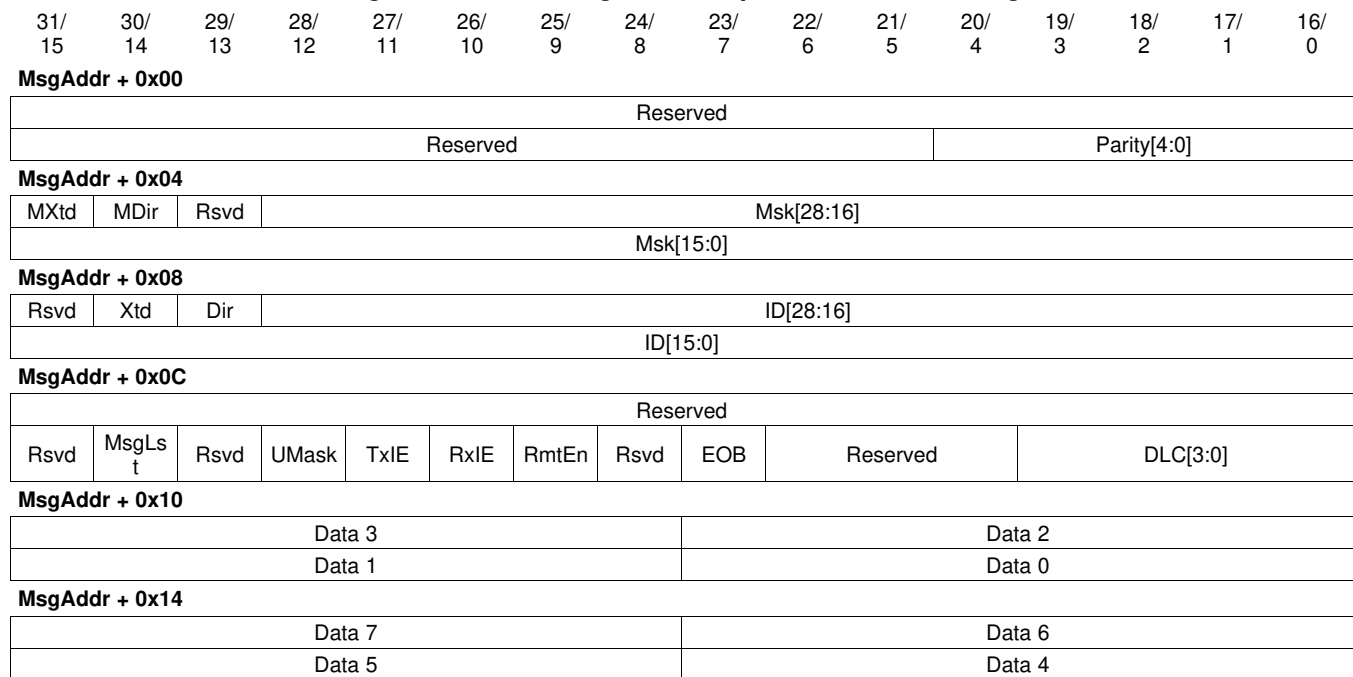 31/ 30/ 29/ 28/ 27/ 26/ 25/ 24/ 23/ 22/ 21/ 20/ 19/ 18/ 17/ 16/
15 14 13 12 11 10 9 8 7 6 5 4 3 2 1 0
MsgAddr + 0x00
Reserved
Reserved Parity[4:0]
MsgAddr + 0x04
MXtd MDir Rsvd Msk[28:16]
Msk[15:0]
MsgAddr + 0x08
Rsvd Xtd Dir ID[28:16]
ID[15:0]
MsgAddr + 0x0C
Reserved
Rsvd MsgLs
t Rsvd UMask TxIE RxIE RmtEn Rsvd EOB Reserved DLC[3:0]
MsgAddr + 0x10
Data 3 Data 2
Data 1 Data 0
MsgAddr + 0x14
Data 7 Data 6
Data 5 Data 4